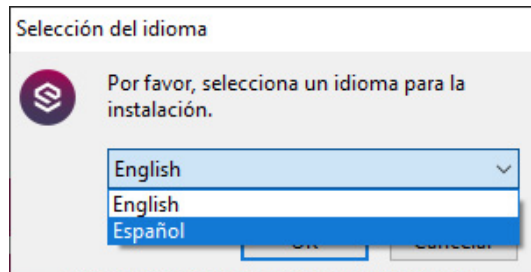 Selección del idioma
Por favor, selecciona un idioma para la
instalación.
English
English
Español